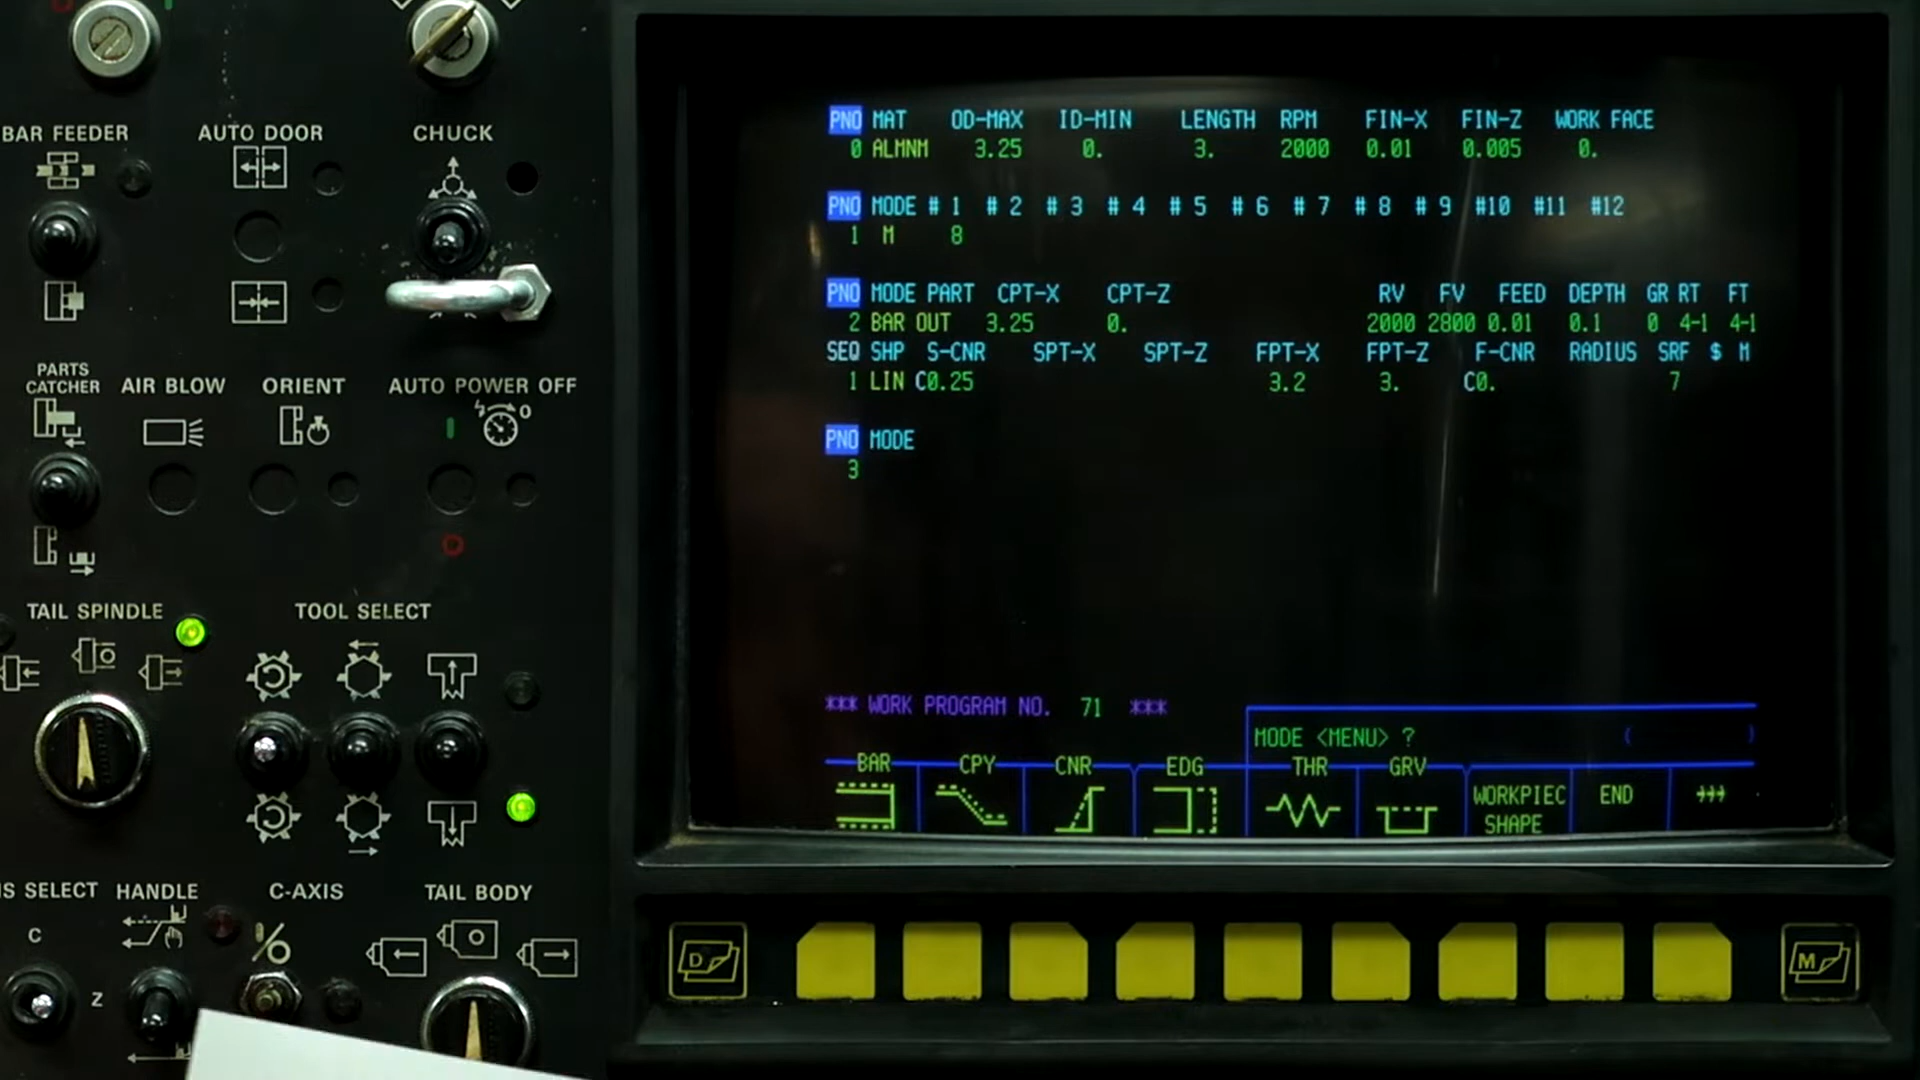 BAR FEEDER
AUTO DOOR
CHUCK
PARTS
CATCHER
AIR BLOW
ORIENT
AUTO POWER OFF
TAIL SPINDLE
TOOL SELECT
IS SELECT
HANDLE
C-AXIS
TAIL BODY
C
Z
PNO MAT OD-MAX ID-MIN LENGTH RPM FIN-X FIN-Z WORK FACE
0 ALMNM 3.25 0. 3. 2000 0.01 0.005 0.
PNO MODE # 1 # 2 # 3 # 4 # 5 # 6 # 7 # 8 # 9 #10 #11 #12
1 M 8
PNO MODE PART CPT-X CPT-Z RV FV FEED DEPTH GR RT FT
2 BAR OUT 3.25 0. 2000 2800 0.01 0.1 0 4-1 4-1
SEQ SHP S-CNR SPT-X SPT-Z FPT-X FPT-Z F-CNR RADIUS SRF $ M
1 LIN C0.25 3.2 3. C0. 7
PNO MODE
3
*** WORK PROGRAM NO. 71 ***
MODE <MENU> ? ( )
BAR CPY CNR EDG THR GRV
WORKPIEC
SHAPE
END
D
M